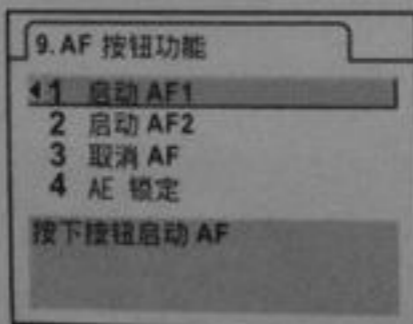 9. AF 按钮功能
1 启动 AF1
2 启动 AF2
3 取消 AF
4 AE 锁定
按下按钮启动 AF